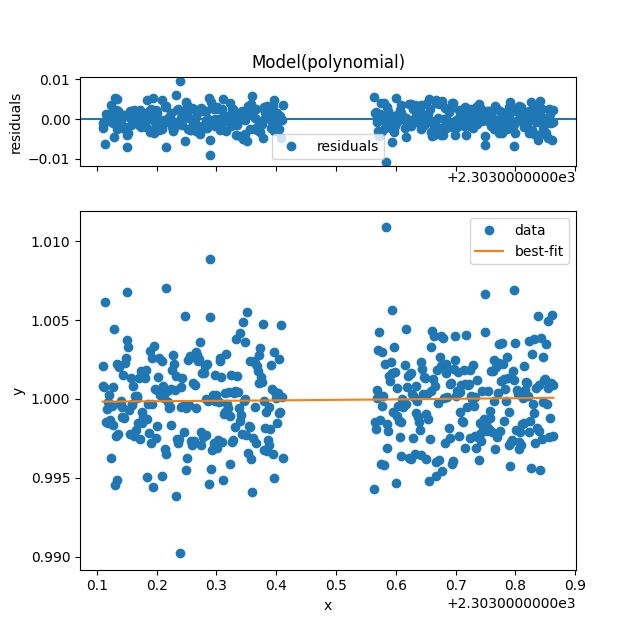 Model(polynomial)
0.01
0.00
−0.01
residuals
residuals
+2.3030000000e3
1.010
1.005
1.000
0.995
0.990
y
data
best-fit
0.1 0.2 0.3 0.4 0.5 0.6 0.7 0.8 0.9
x
+2.3030000000e3